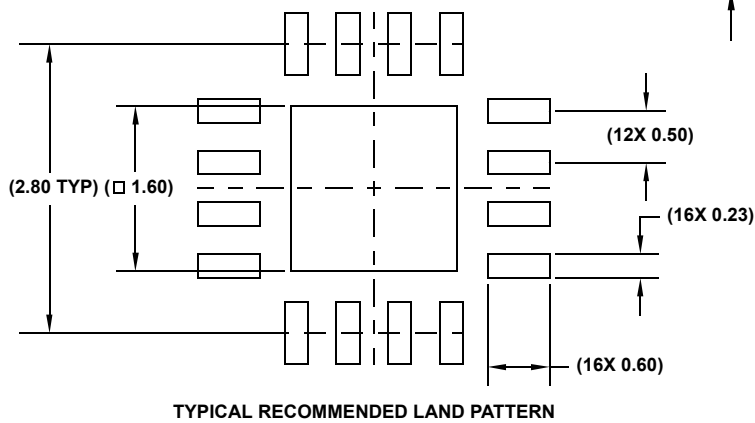 (12X 0.50)
(2.80 TYP) (□ 1.60)
(16X 0.23)
(16X 0.60)
TYPICAL RECOMMENDED LAND PATTERN